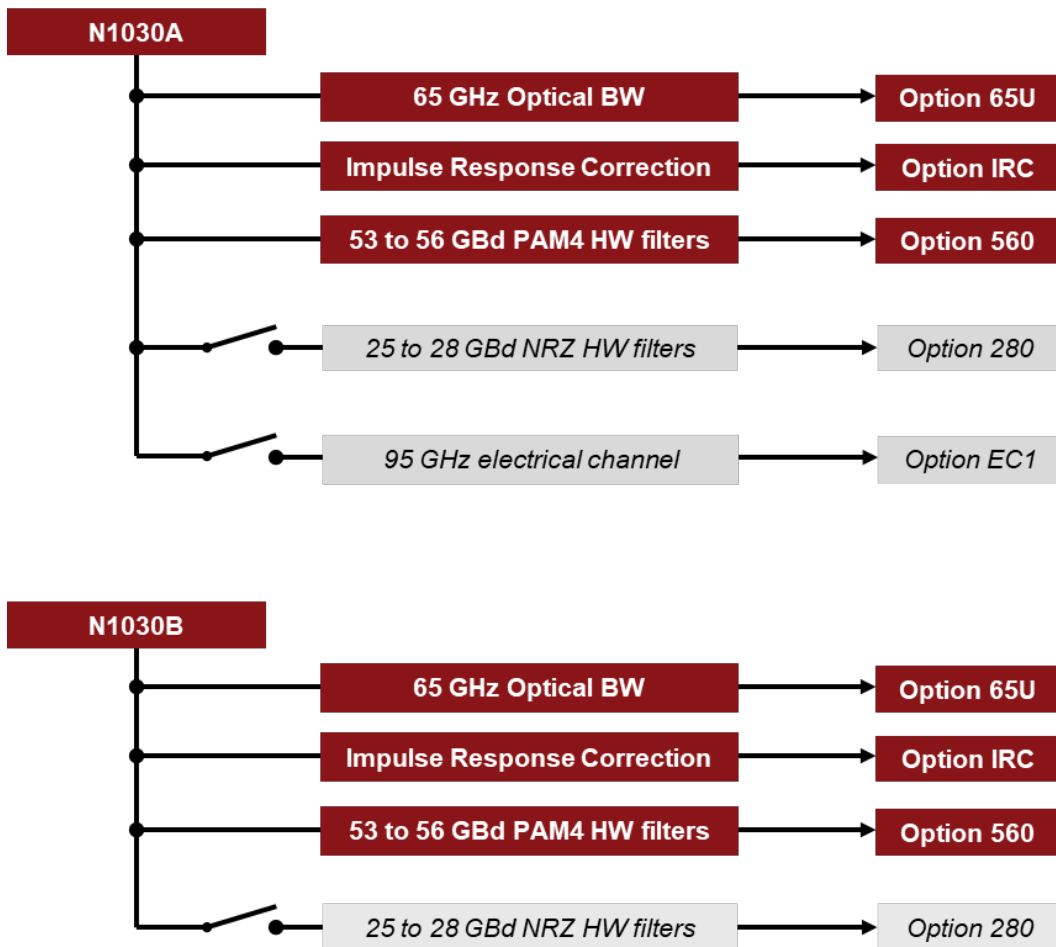 N1030A
65 GHz Optical BW
Option 65U
Impulse Response Correction
Option IRC
53 to 56 GBd PAM4 HW filters
Option 560
25 to 28 GBd NRZ HW filters
Option 280
95 GHz electrical channel
Option EC1
N1030B
65 GHz Optical BW
Option 65U
Impulse Response Correction
Option IRC
53 to 56 GBd PAM4 HW filters
Option 560
25 to 28 GBd NRZ HW filters
Option 280